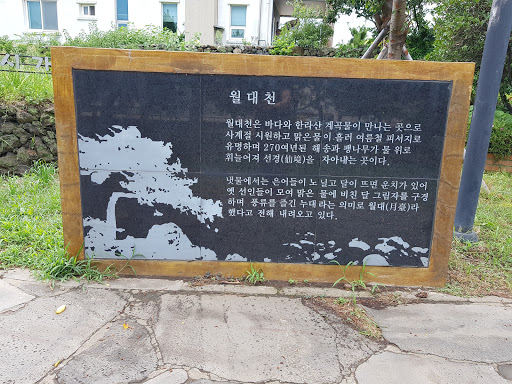 월대천
월대천은 바다와 한라산 계곡물이 만나는 곳으로
사계절 시원하고 맑은물이 흘러 여름철 피서지로
유명하며 270여년된 해송과 팽나무가 물 위로
휘늘어져 선경(仙境)을 자아내는 곳이다.
냇물에서는 은어들이 노닐고 달이 뜨면 운치가 있어
옛 선인들이 모여 맑은 물에 비친 달 그림자를 구경
하며 풍류를 즐긴 누대라는 의미로 월대(月臺)라
했다고 전해 내려오고 있다.